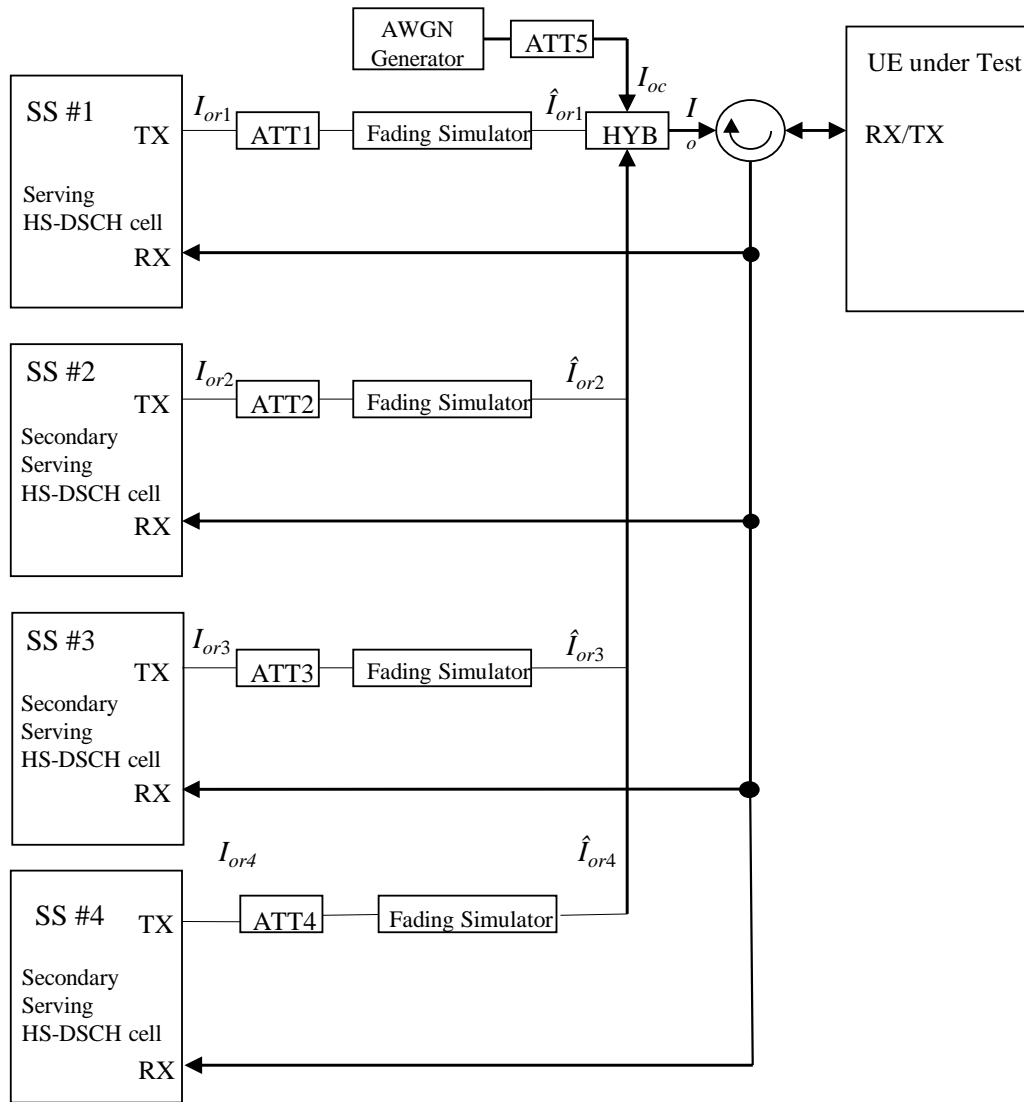 AWGN
Generator
ATT5
UE under Test
RX/TX
I_oc
I
o
HYB
SS #1
TX
I_or1
ATT1
Fading Simulator
Î_or1
Serving
HS-DSCH cell
RX
SS #2
TX
I_or2
ATT2
Fading Simulator
Î_or2
Secondary
Serving
HS-DSCH cell
RX
SS #3
TX
I_or3
ATT3
Fading Simulator
Î_or3
Secondary
Serving
HS-DSCH cell
RX
SS #4
TX
I_or4
ATT4
Fading Simulator
Î_or4
Secondary
Serving
HS-DSCH cell
RX